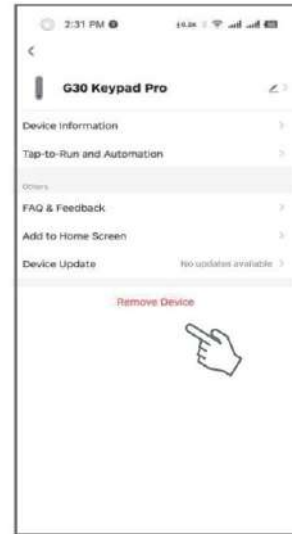 2:31 PM
G30 Keypad Pro
Device Information
Tap-to-Run and Automation
Others
FAQ & Feedback
Add to Home Screen
Device Update No updates available
Remove Device